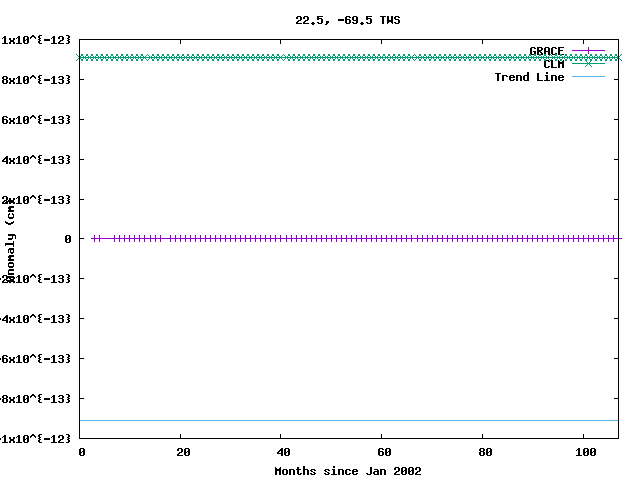 22.5, -69.5 TWS
1x10^{-12}
8x10^{-13}
6x10^{-13}
4x10^{-13}
2x10^{-13}
0
-2x10^{-13}
-4x10^{-13}
-6x10^{-13}
-8x10^{-13}
-1x10^{-12}
Anomaly (cm)
GRACE
CLM
Trend Line
0 20 40 60 80 100
Months since Jan 2002